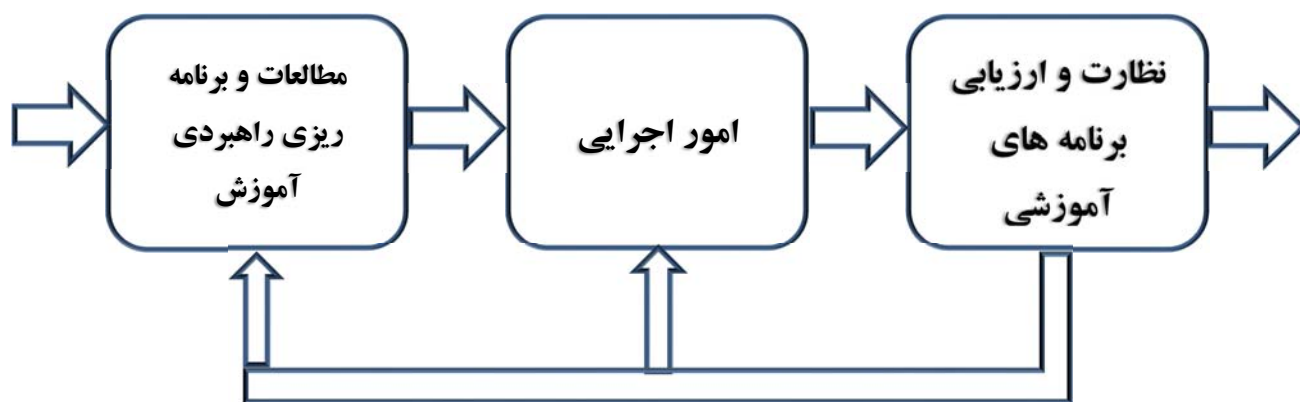 مطالعات و برنامه
ریزی راهبردی
آموزش
امور اجرایی
نظارت و ارزیابی
برنامه های
آموزشی